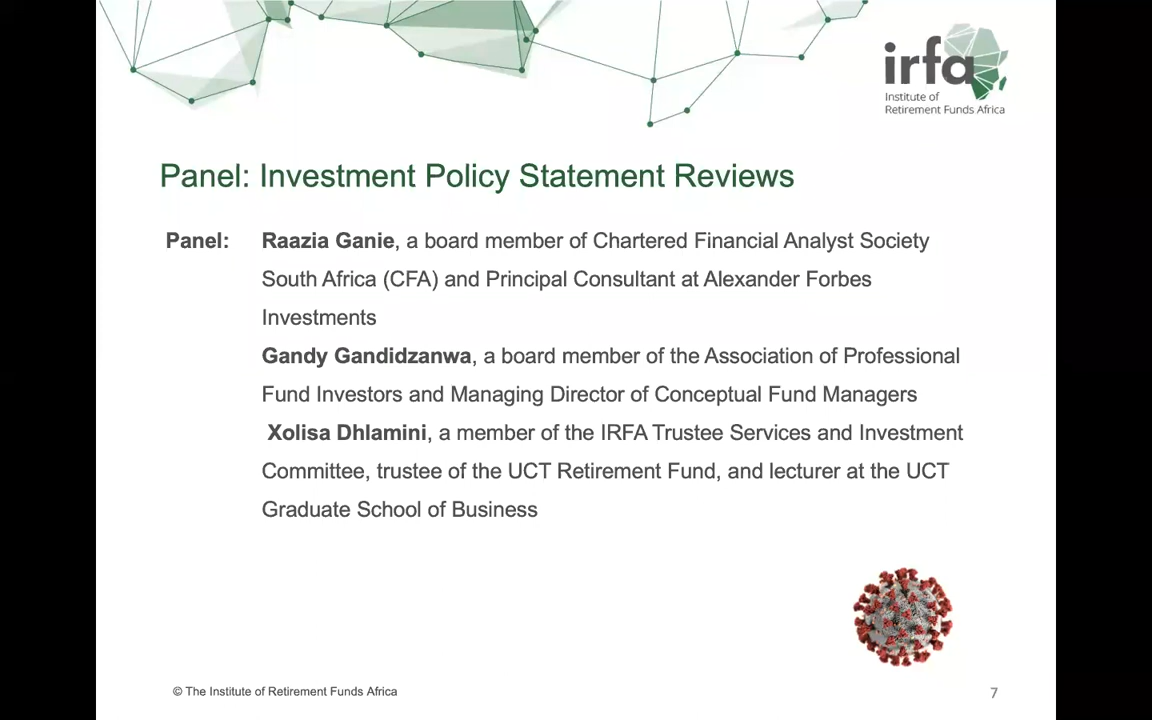 irfa
Institute of
Retirement Funds Africa
Panel: Investment Policy Statement Reviews
Panel: Raazia Ganie, a board member of Chartered Financial Analyst Society
South Africa (CFA) and Principal Consultant at Alexander Forbes
Investments
Gandy Gandidzanwa, a board member of the Association of Professional
Fund Investors and Managing Director of Conceptual Fund Managers
Xolisa Dhlamini, a member of the IRFA Trustee Services and Investment
Committee, trustee of the UCT Retirement Fund, and lecturer at the UCT
Graduate School of Business
© The Institute of Retirement Funds Africa
7